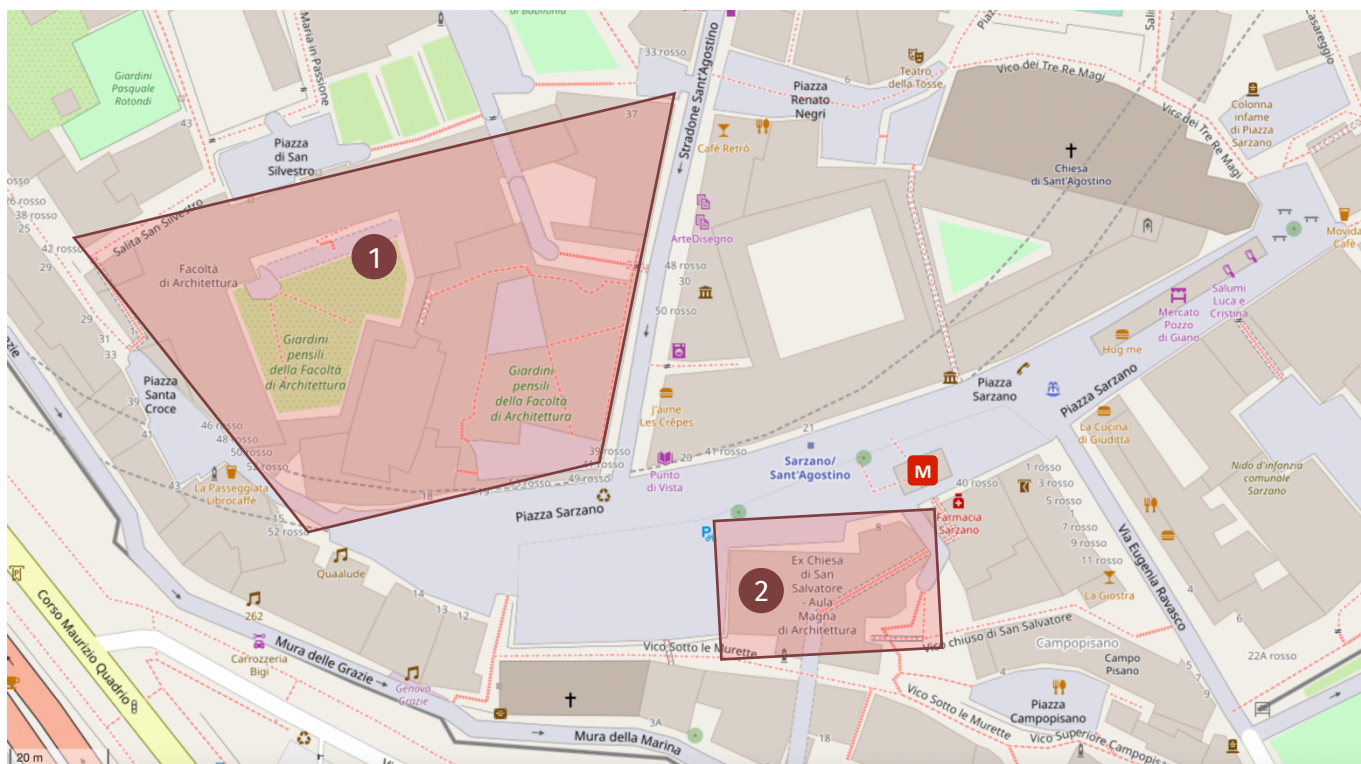 di Babilonia
Giardini
Pasquale
Rotondi
43
Maria in Passione
33 rosso
Stradone Sant'Agostino
37
Piazza
di San
Silvestro
Piazza
Renato
Negri
6
Teatro
della Tosse
Vico dei Tre Re Magi
Vico dei Tre Re Magi
Casareggio
2
Colonna
infame
di Piazza
Sarzano
Cafè Retrò
Chiesa
di Sant'Agostino
ArteDisegno
48 rosso
30
50 rosso
26 rosso
38 rosso
25
42 rosso
29
Salita San Silvestro
1
Facoltà
di Architettura
Giardini
pensili
della Facoltà
di Architettura
Giardini
pensili
della Facoltà
di Architettura
29
31
33
Piazza
Santa
Croce
39
41
46 rosso
48 rosso
50 rosso
52 rosso
43
La Passeggiata
Librocaffè
15
52 rosso
18
19
39 rosso
49 rosso
J'aime
Les Crêpes
20
41 rosso
21
Punto
di Vista
Piazza Sarzano
Sarzano/
Sant'Agostino
M
Piazza
Sarzano
Piazza Sarzano
Movida
Cafè
Salumi
Luca e
Cristina
Mercato
Pozzo
di Giano
Hug me
La Cucina
di Giuditta
Nido d'infanzia
comunale
Sarzano
40 rosso
Farmacia
Sarzano
1 rosso
3 rosso
5 rosso
1
7 rosso
9 rosso
11 rosso
La Giostra
Via Eugenia Ravasco
4
6
22A rosso
5
7
9
P
8
2
Ex Chiesa
di San
Salvatore
- Aula
Magna
di Architettura
Vico Sotto le Murette
Vico chiuso di San Salvatore
Campopisano
Campo
Pisano
4
Piazza
Campopisano
Vico Sotto le Murette
Vico Superiore Campopisa
Quaalude
262
14
13
12
Carrozzeria
Bigi
Genova
Grazie
Mura delle Grazie
Corso Maurizio Quadrio
Mura della Marina
3A
18
20 m